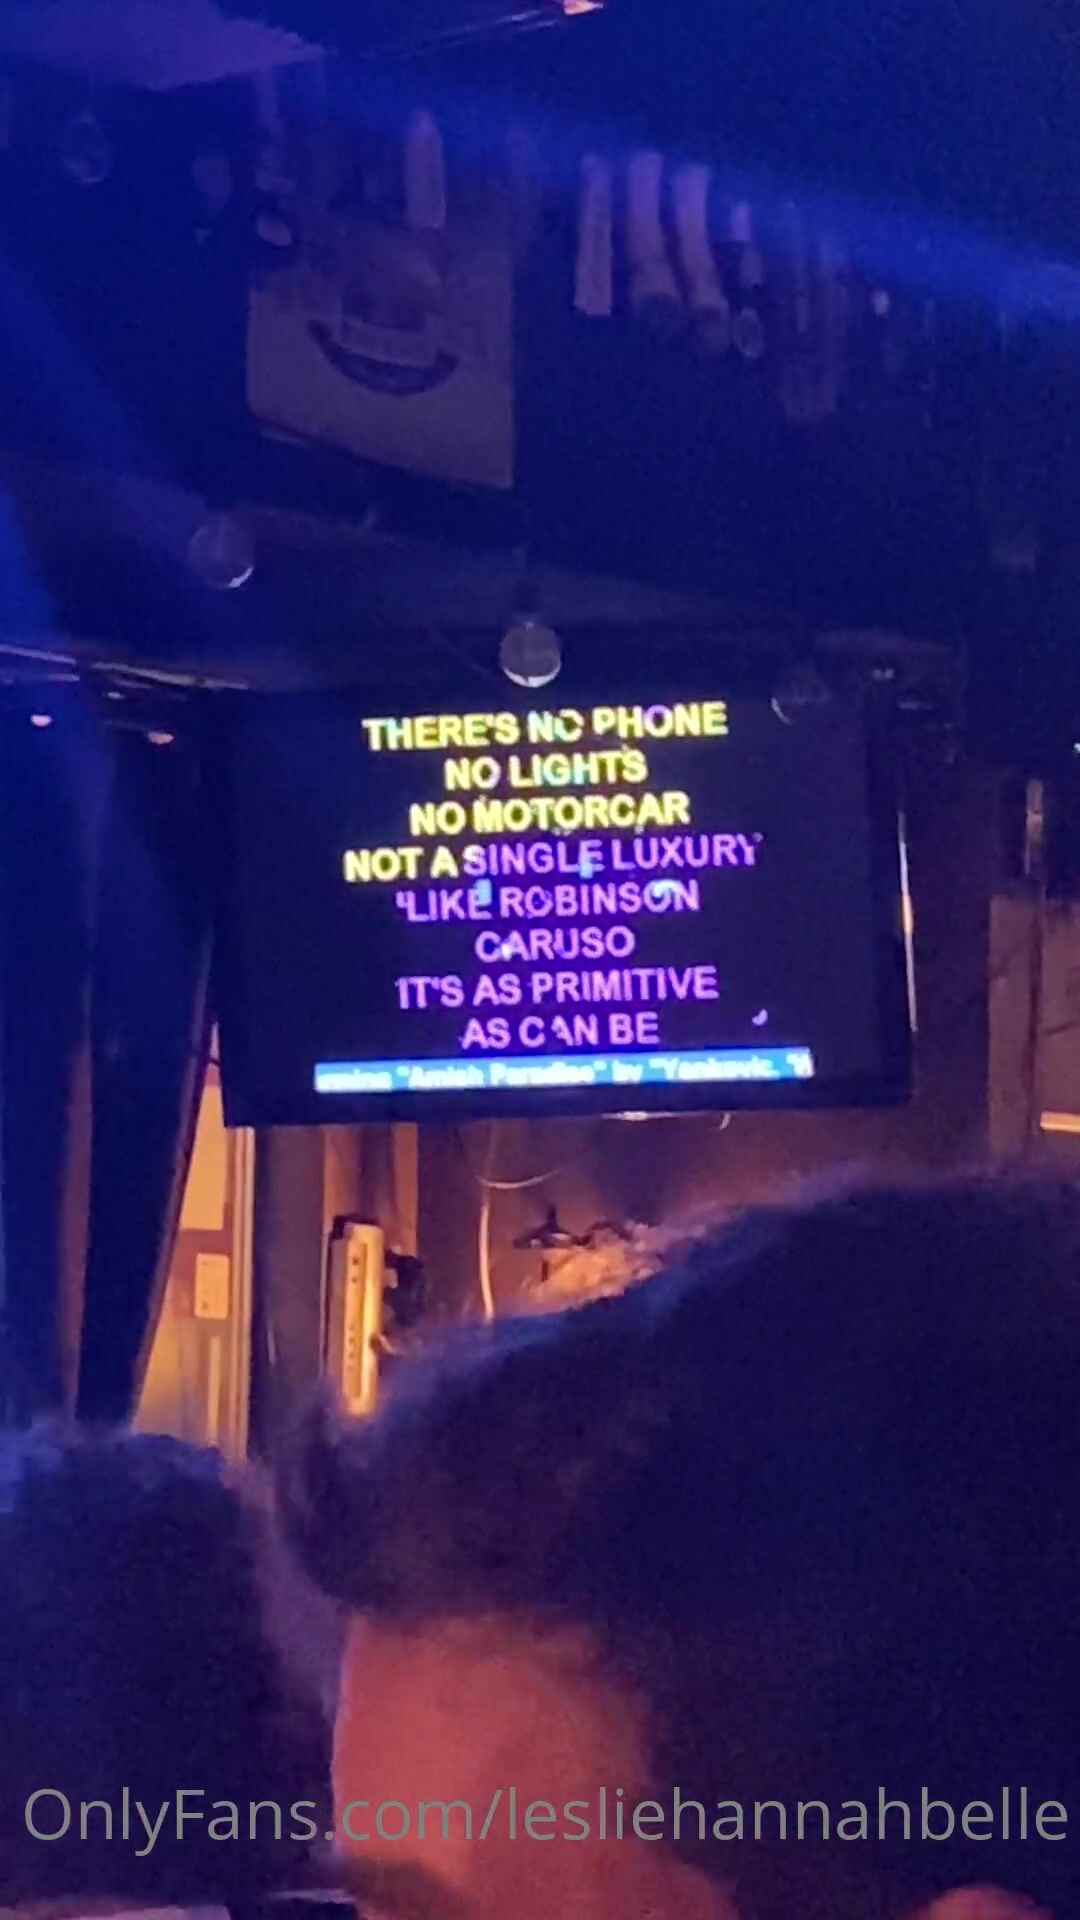 THERE'S NO PHONE
NO LIGHTS
NO MOTORCAR
NOT A SINGLE LUXURY
LIKE ROBINSON
CARUSO
IT'S AS PRIMITIVE
AS CAN BE
"Amish Paradise" by "Yankovic,
OnlyFans.com/lesliehannahbelle